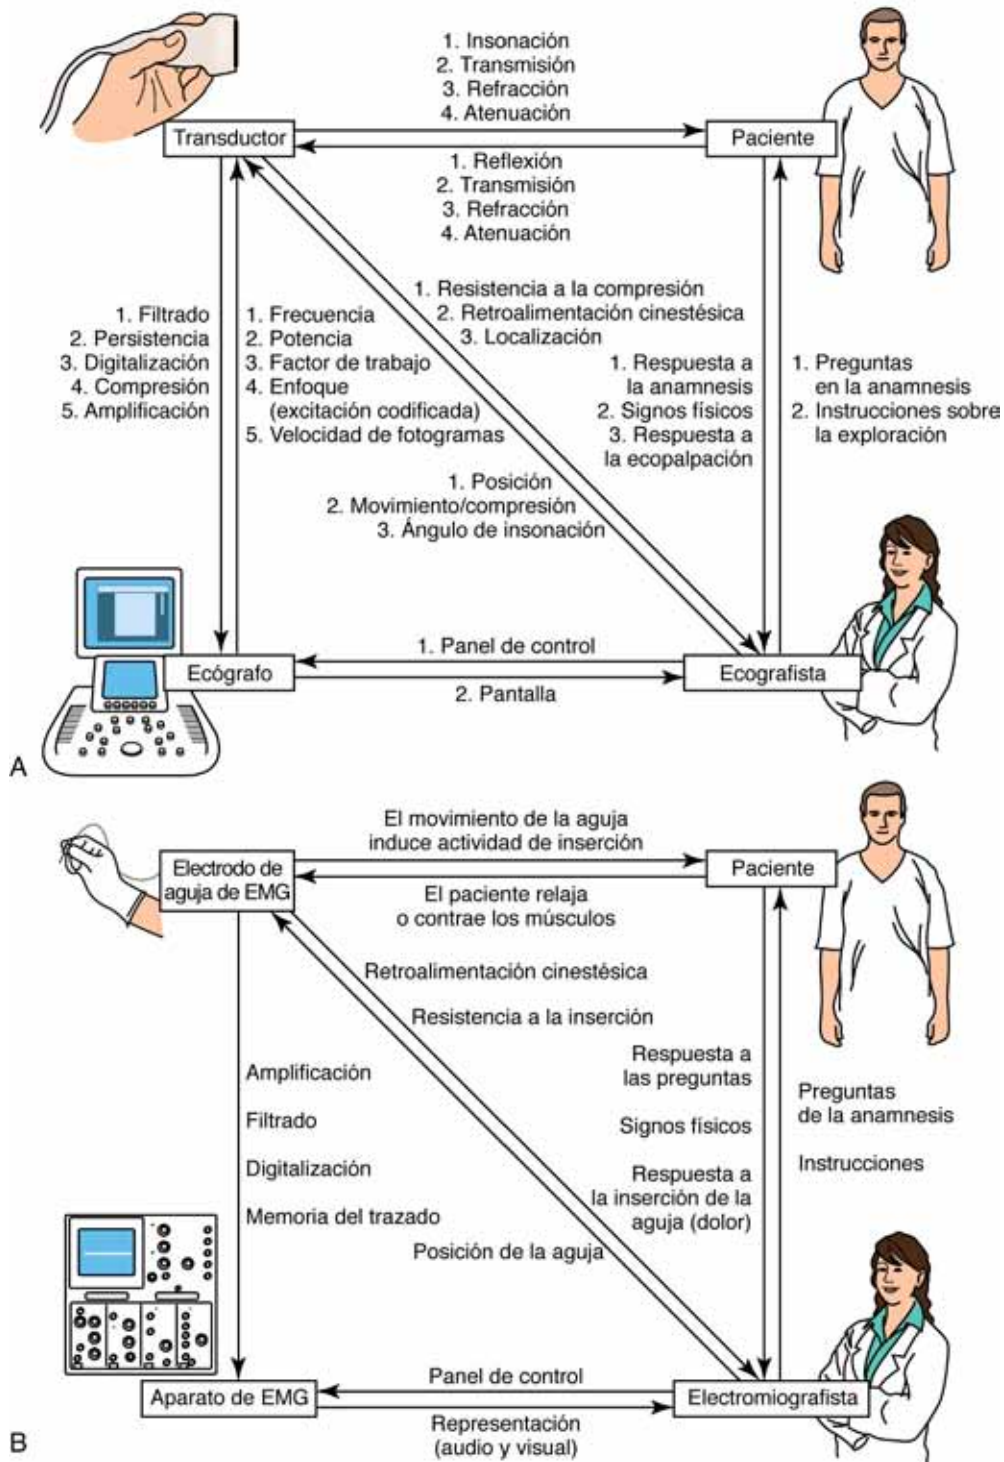 1. Insonación
2. Transmisión
3. Refracción
4. Atenuación
Transductor
Paciente
1. Reflexión
2. Transmisión
3. Refracción
4. Atenuación
1. Filtrado
2. Persistencia
3. Digitalización
4. Compresión
5. Amplificación
1. Frecuencia
2. Potencia
3. Factor de trabajo
4. Enfoque
(excitación codificada)
5. Velocidad de fotogramas
1. Resistencia a la compresión
2. Retroalimentación cinestésica
3. Localización
1. Respuesta a
la anamnesis
2. Signos físicos
3. Respuesta a
la ecopalpación
1. Preguntas
en la anamnesis
2. Instrucciones sobre
la exploración
1. Posición
2. Movimiento/compresión
3. Ángulo de insonación
Ecógrafo
1. Panel de control
2. Pantalla
Ecografista
A
El movimiento de la aguja
induce actividad de inserción
Electrodo de
aguja de EMG
Paciente
El paciente relaja
o contrae los músculos
Retroalimentación cinestésica
Resistencia a la inserción
Amplificación
Filtrado
Digitalización
Memoria del trazado
Respuesta a
las preguntas
Signos físicos
Respuesta a
la inserción de la
aguja (dolor)
Preguntas
de la anamnesis
Instrucciones
Posición de la aguja
Aparato de EMG
Panel de control
Representación
(audio y visual)
Electromiografista
B